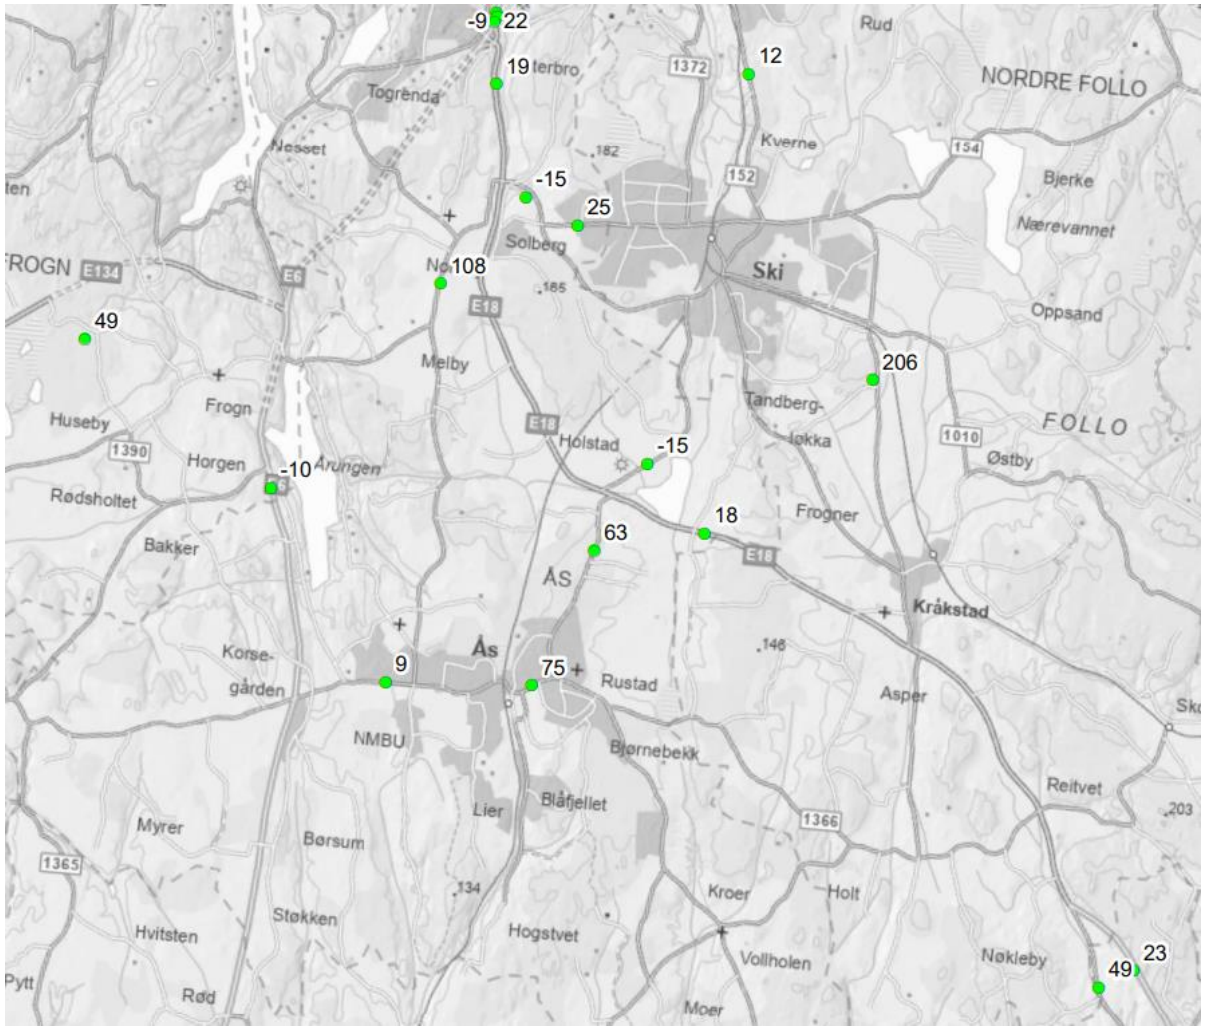 -9 22
Rud
12
19
terbro
1372
NORDRE FOLLO
Togrenda
Nesset
182
Kverne
154
152
Bjerke
ten
-15
25
Nærevannet
Solberg
FROGN
E134
E6
108
Ski
165
E18
Oppsand
49
Melby
206
Frogn
Tandberg-
løkka
FOLLO
Huseby
E18
1390
Holstad
-15
1010
Horgen
Årungen
-10
Østby
Rødsholtet
18
Frogner
Bakker
63
E18
ÅS
Kråkstad
Korse-
gården
Ås
146
9
75
Rustad
Asper
NMBU
Bjørnebekk
Reitvet
Lier
Blåfjellet
203
Myrer
Børsum
1366
1365
134
Kroer
Holt
Støkken
Hvitsten
Hogstvet
Vollholen
Nøkleby
49
23
Pytt
Rød
Moer